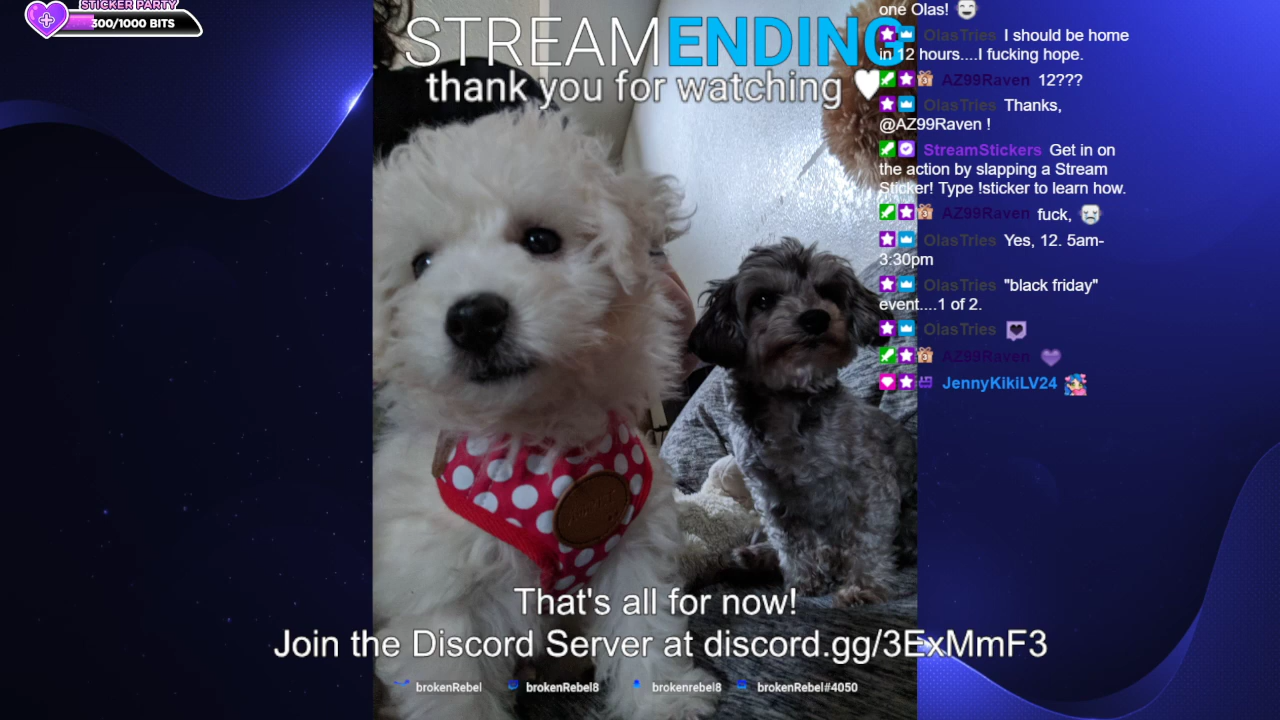 STICKER PARTY
300/1000 BITS
STREAMENDING
thank you for watching
one Olas!
OlasTries I should be home
in 12 hours....I fucking hope.
AZ99Raven 12???
OlasTries Thanks,
@AZ99Raven !
StreamStickers Get in on
the action by slapping a Stream
Sticker! Type !sticker to learn how.
AZ99Raven fuck,
OlasTries Yes, 12. 5am-
3:30pm
OlasTries "black friday"
event....1 of 2.
OlasTries
AZ99Raven
JennyKikiLV24
That's all for now!
Join the Discord Server at discord.gg/3ExMmF3
brokenRebel brokenRebel8 brokenrebel8 brokenRebel#4050